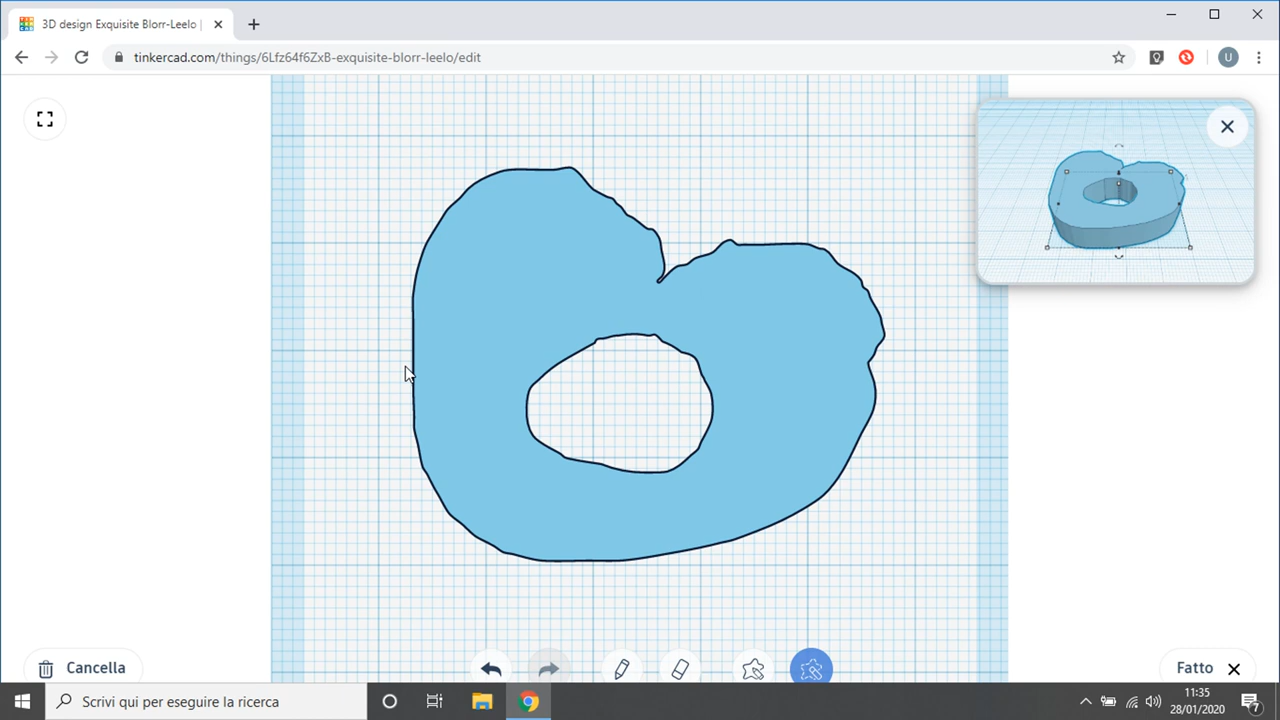 3D design Exquisite Blorr-Leelo |
tinkercad.com/things/6Lfz64f6ZxB-exquisite-blorr-leelo/edit
U
Cancella
Fatto
Scrivi qui per eseguire la ricerca
11:35
28/01/2020
7